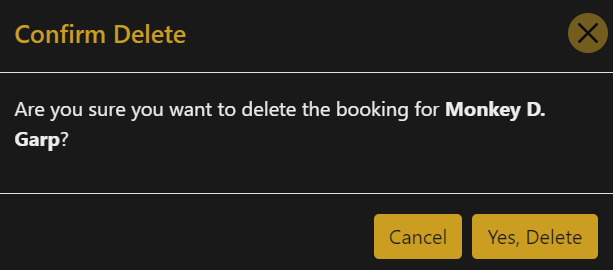 Confirm Delete
Are you sure you want to delete the booking for Monkey D.
Garp?
Cancel
Yes, Delete